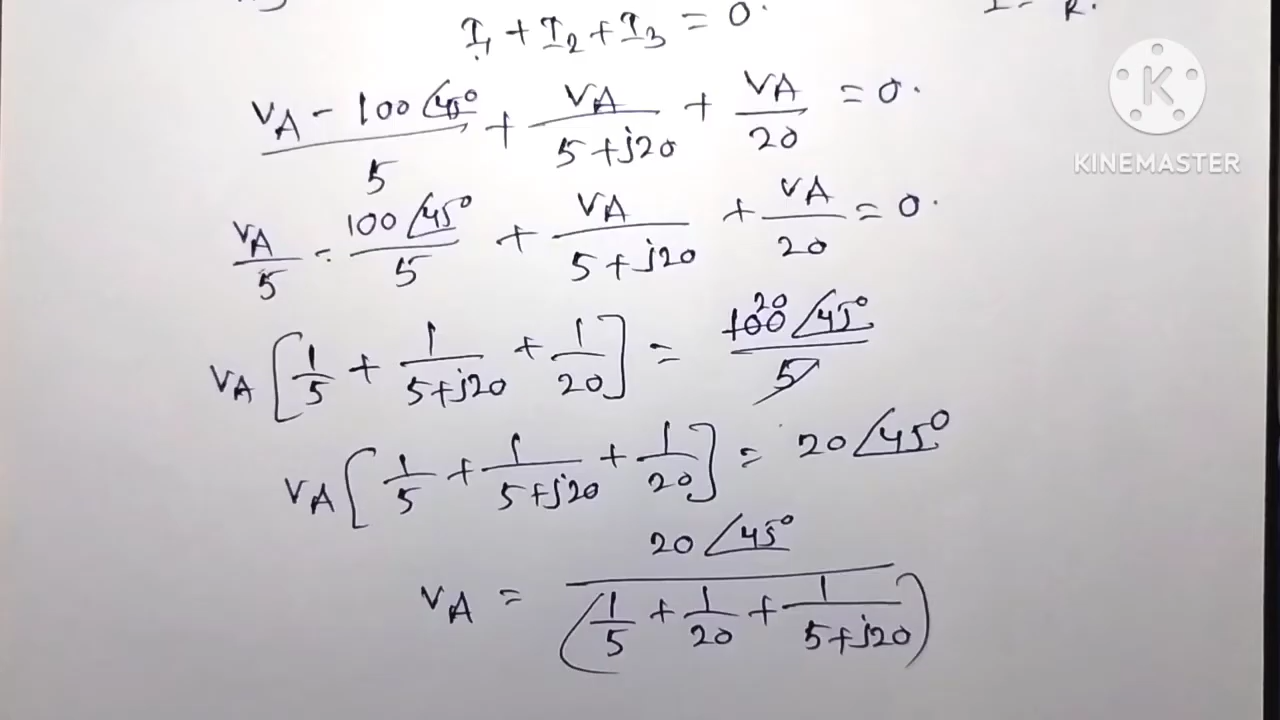 I₁ + I₂ + I₃ = 0.
(VA - 100∠45°)/5 + VA/(5+j20) + VA/20 = 0.
VA/5 - 100∠45°/5 + VA/(5+j20) + VA/20 = 0.
VA [1/5 + 1/(5+j20) + 1/20] = 20 100∠45°/5
VA [1/5 + 1/(5+j20) + 1/20] = 20∠45°
VA = 20∠45°/(1/5 + 1/20 + 1/(5+j20))
KINEMASTER